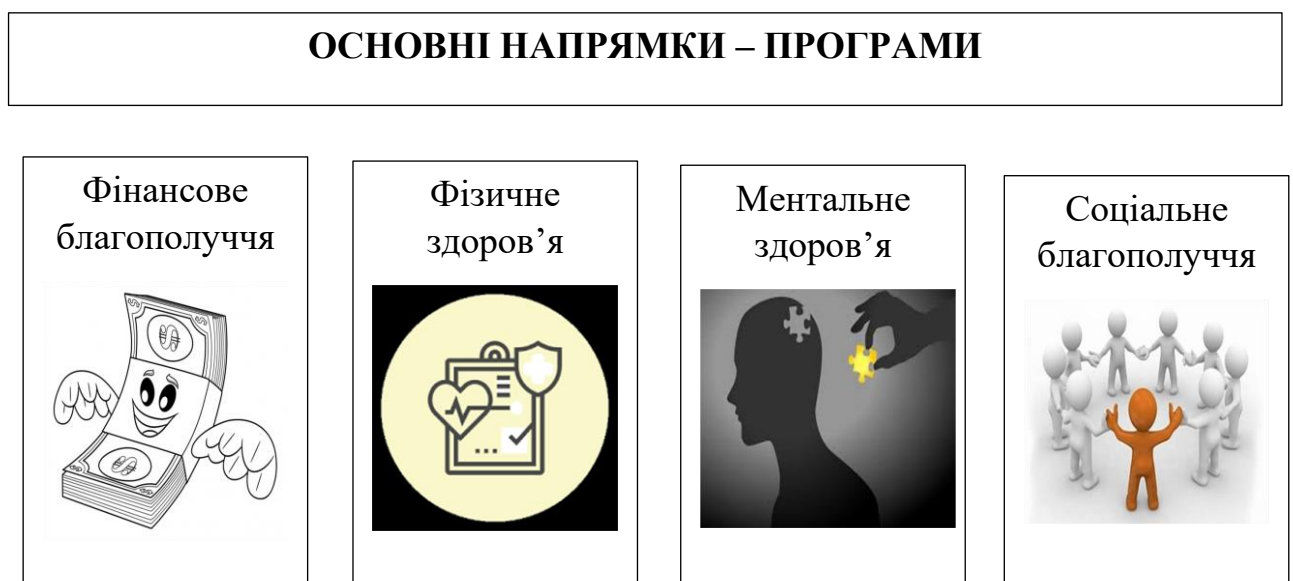 ОСНОВНІ НАПРЯМКИ – ПРОГРАМИ
Фінансове
благополуччя
Фізичне
здоров’я
Ментальне
здоров’я
Соціальне
благополуччя